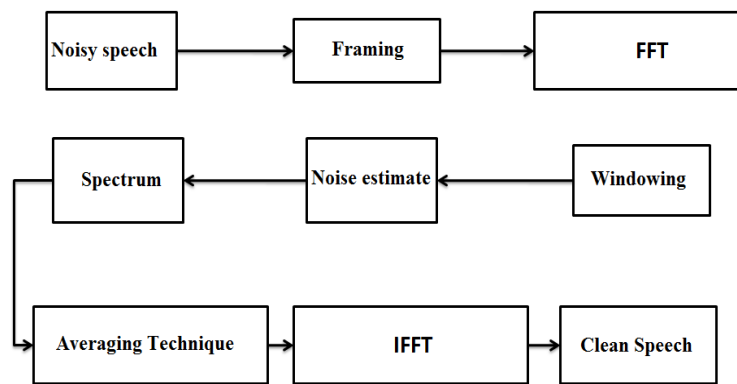 Noisy speech
Framing
FFT
Spectrum
Noise estimate
Windowing
Averaging Technique
IFFT
Clean Speech